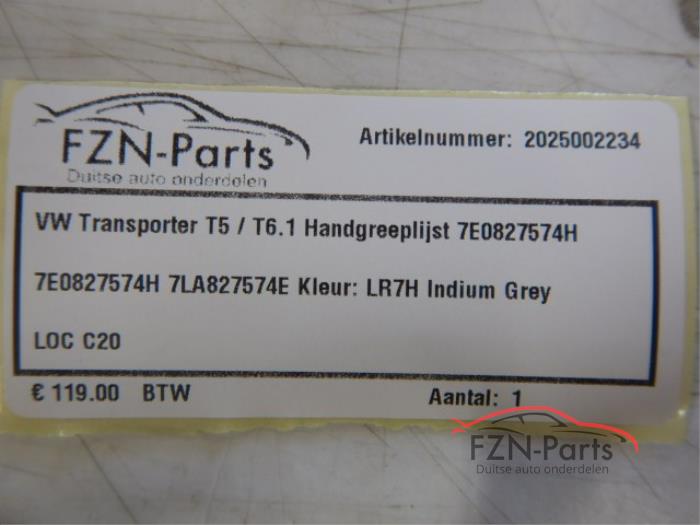 FZN-Parts
Duitse auto onderdelen
Artikelnummer: 2025002234
VW Transporter T5 / T6.1 Handgreeplijst 7E0827574H
7E0827574H 7LA827574E Kleur: LR7H Indium Grey
LOC C20
€ 119.00 BTW
Aantal: 1
FZN-Parts
Duitse auto onderdelen